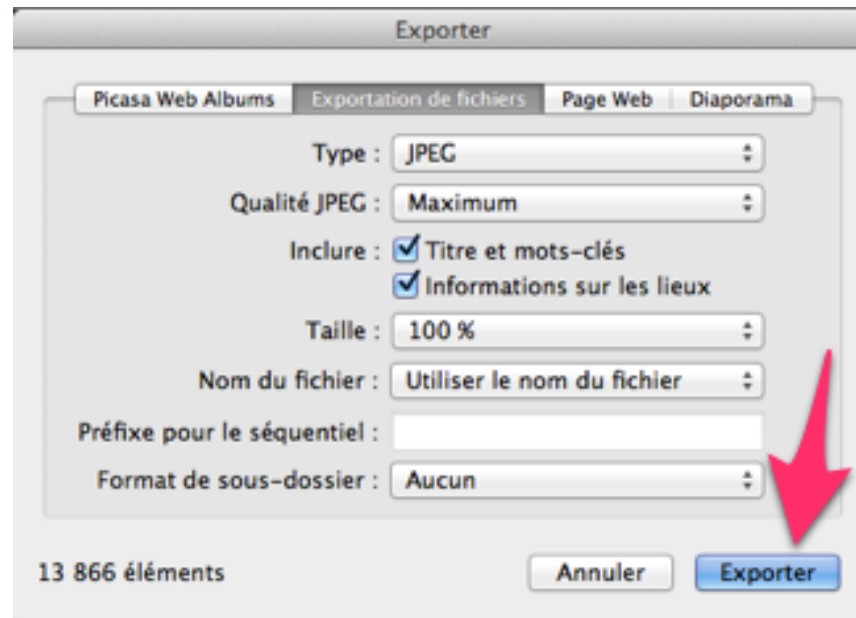 Exporter
Picasa Web Albums Exportation de fichiers Page Web Diaporama
Type : JPEG
Qualité JPEG : Maximum
Inclure : Titre et mots-clés
Informations sur les lieux
Taille : 100 %
Nom du fichier : Utiliser le nom du fichier
Préfixe pour le séquentiel :
Format de sous-dossier : Aucun
13 866 éléments Annuler Exporter